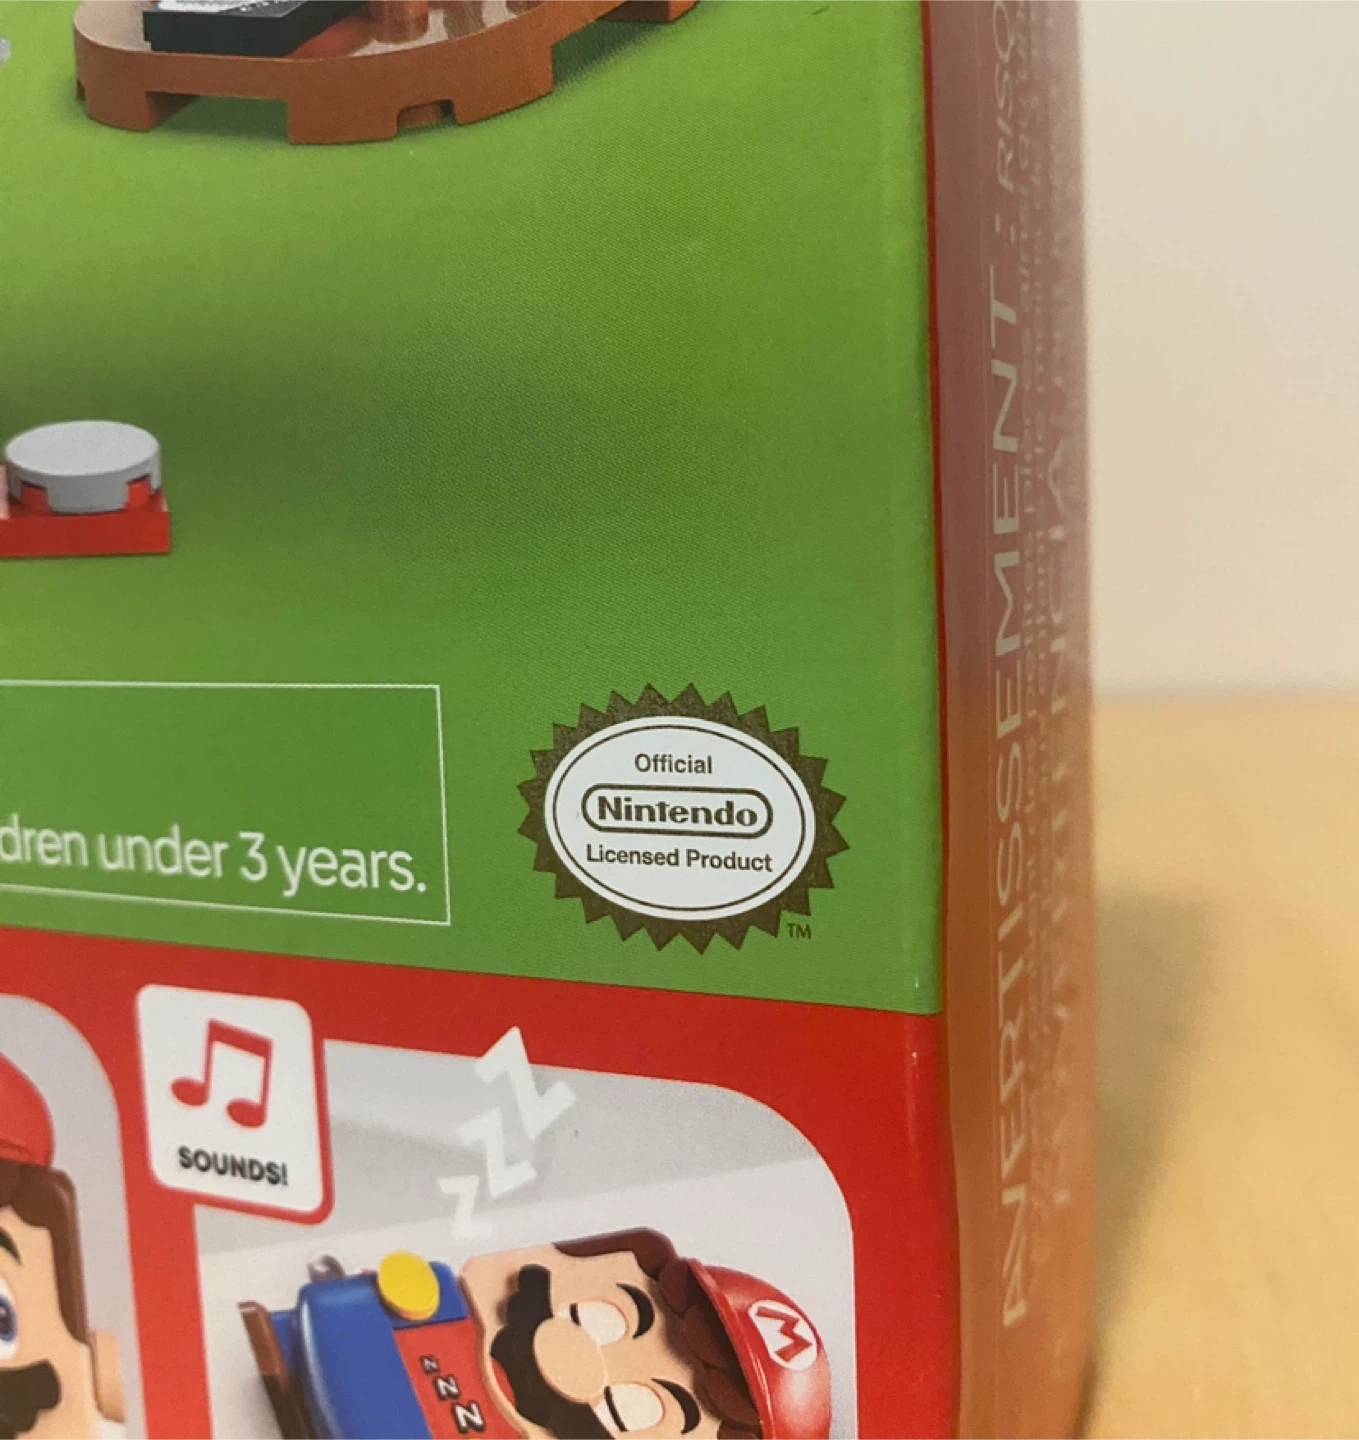 dren under 3 years.
Official
Nintendo
Licensed Product
TM
SOUNDS!
z z Z
z z z
M
AVERTISSEMENT :